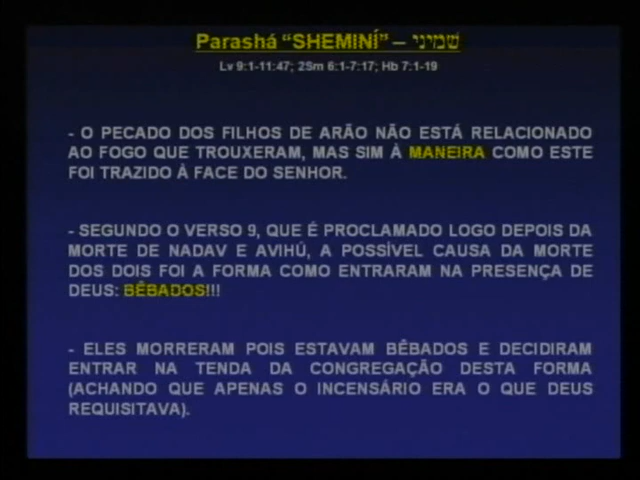 Parashá “SHEMINÍ” – שמיני
Lv 9:1-11:47; 2Sm 6:1-7:17; Hb 7:1-19
- O PECADO DOS FILHOS DE ARÃO NÃO ESTÁ RELACIONADO
AO FOGO QUE TROUXERAM, MAS SIM À MANEIRA COMO ESTE
FOI TRAZIDO À FACE DO SENHOR.
- SEGUNDO O VERSO 9, QUE É PROCLAMADO LOGO DEPOIS DA
MORTE DE NADAV E AVIHÚ, A POSSÍVEL CAUSA DA MORTE
DOS DOIS FOI A FORMA COMO ENTRARAM NA PRESENÇA DE
DEUS: BÊBADOS!!!
- ELES MORRERAM POIS ESTAVAM BÊBADOS E DECIDIRAM
ENTRAR NA TENDA DA CONGREGAÇÃO DESTA FORMA
(ACHANDO QUE APENAS O INCENSÁRIO ERA O QUE DEUS
REQUISITAVA).